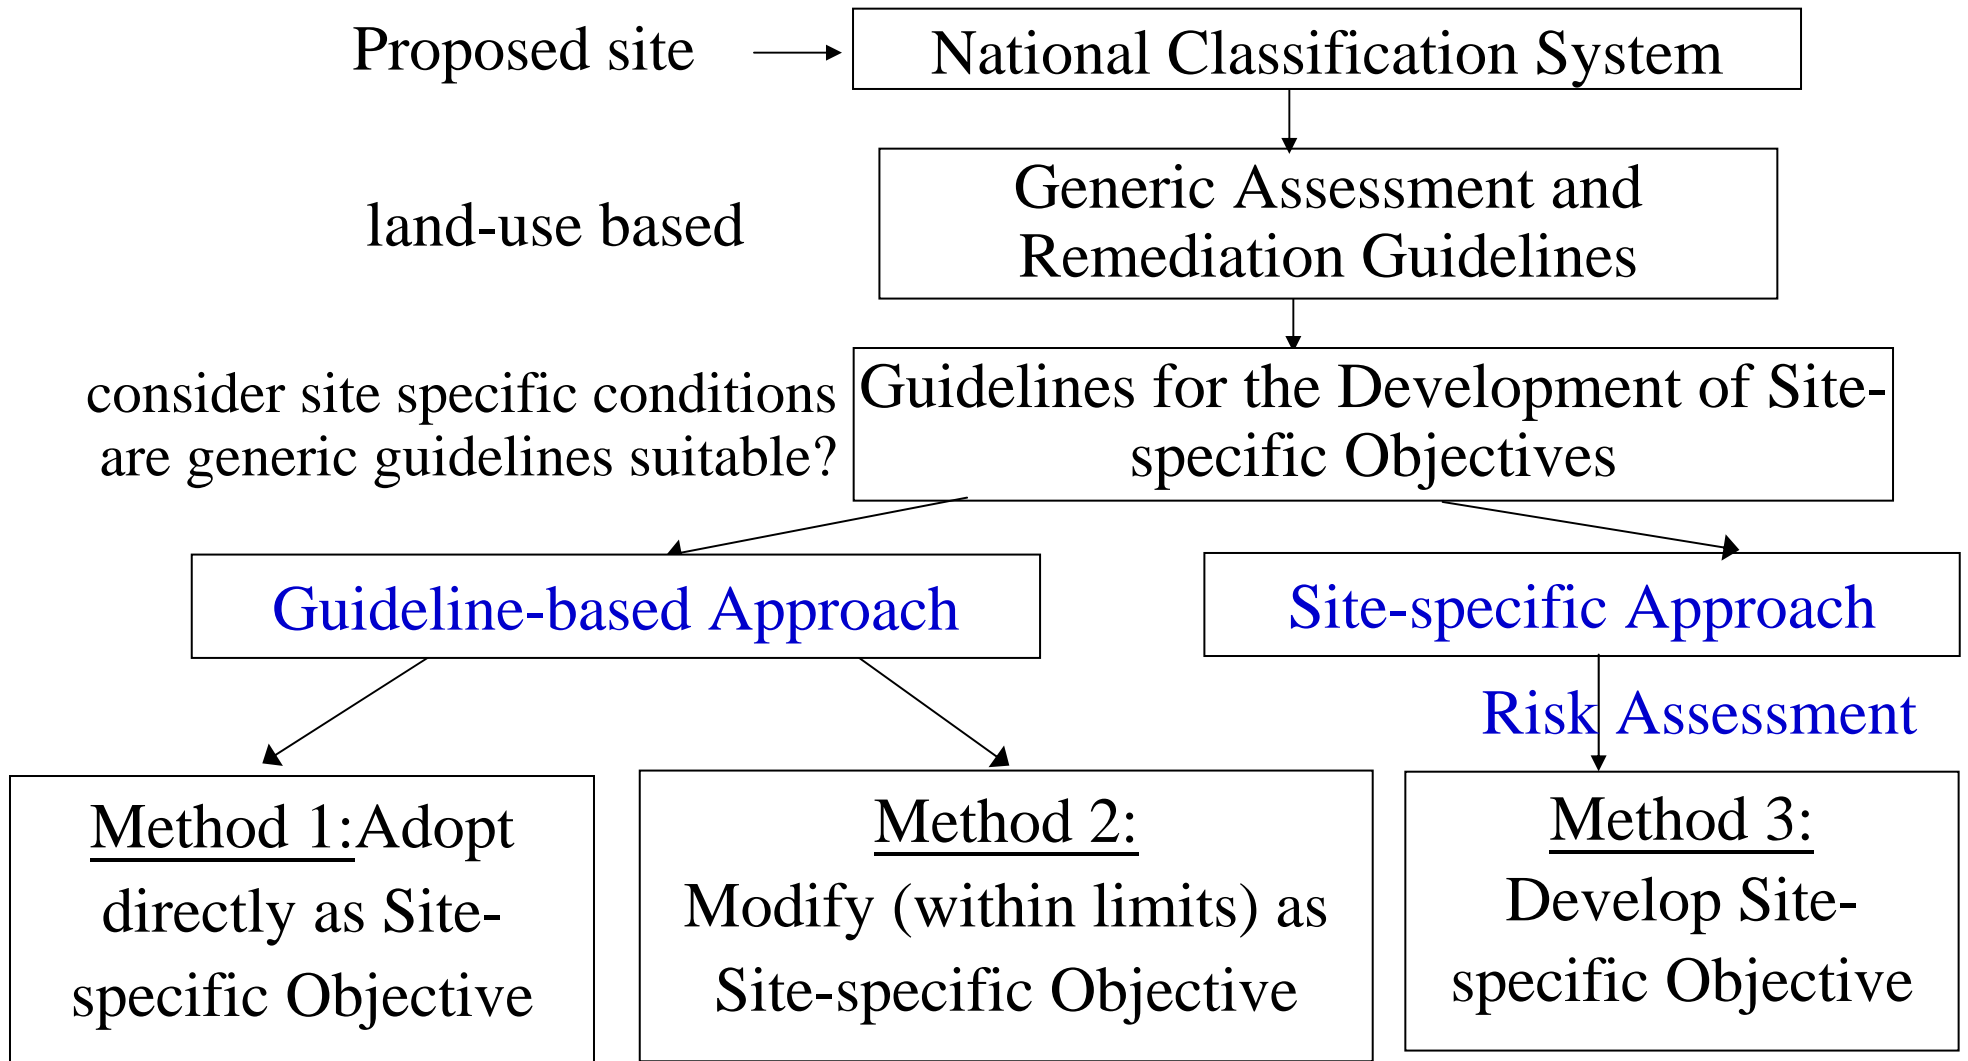 Proposed site
National Classification System
land-use based
Generic Assessment and
Remediation Guidelines
consider site specific conditions
are generic guidelines suitable?
Guidelines for the Development of Site-
specific Objectives
Guideline-based Approach
Site-specific Approach
Risk Assessment
Method 1:Adopt
directly as Site-
specific Objective
Method 2:
Modify (within limits) as
Site-specific Objective
Method 3:
Develop Site-
specific Objective